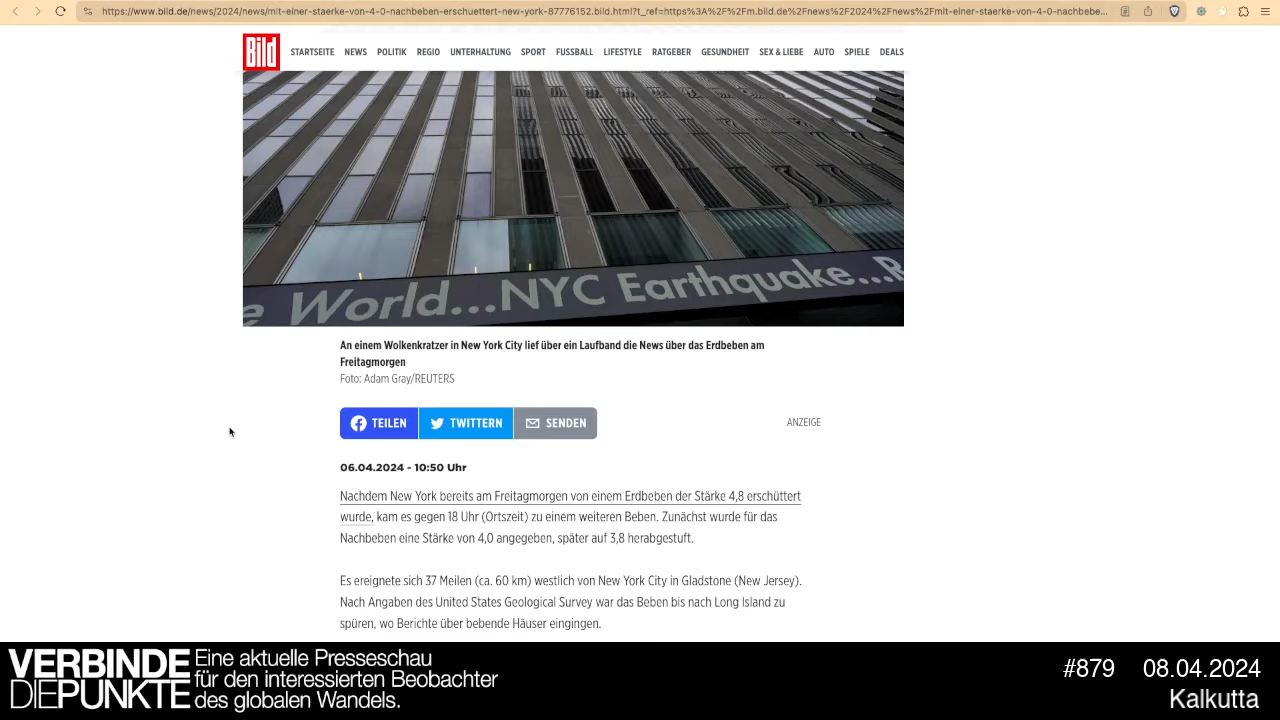 https://www.bild.de/news/2024/news/mit-einer-staerke-von-4-0-nachbeben-erschuettert-new-york-87776152.bild.html?t_ref=https%3A%2F%2Fm.bild.de%2Fnews%2F2024%2Fnews%2Fmit-einer-staerke-von-4-0-nachbebe...
Bild STARTSEITE NEWS POLITIK REGIO UNTERHALTUNG SPORT FUSSBALL LIFESTYLE RATGEBER GESUNDHEIT SEX & LIEBE AUTO SPIELE DEALS
e World...NYC Earthquake...R
An einem Wolkenkratzer in New York City lief über ein Laufband die News über das Erdbeben am
Freitagmorgen
Foto: Adam Gray/REUTERS
TEILEN TWITTERN SENDEN ANZEIGE
06.04.2024 - 10:50 Uhr
Nachdem New York bereits am Freitagmorgen von einem Erdbeben der Stärke 4,8 erschüttert
wurde, kam es gegen 18 Uhr (Ortszeit) zu einem weiteren Beben. Zunächst wurde für das
Nachbeben eine Stärke von 4,0 angegeben, später auf 3,8 herabgestuft.
Es ereignete sich 37 Meilen (ca. 60 km) westlich von New York City in Gladstone (New Jersey).
Nach Angaben des United States Geological Survey war das Beben bis nach Long Island zu
spüren, wo Berichte über bebende Häuser eingingen.
VERBINDE
DIEPUNKTE
Eine aktuelle Presseschau
für den interessierten Beobachter
des globalen Wandels.
#879 08.04.2024
Kalkutta